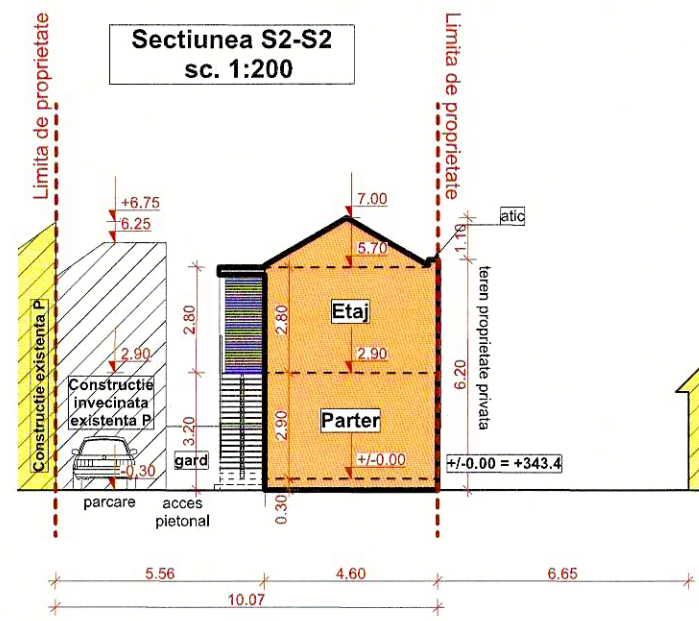 Sectiunea S2-S2
sc. 1:200
Limita de proprietate
Limita de proprietate
+6.75
6.25
7.00
5.70
atic
1.10
teren proprietate privata
6.20
Etaj
2.80
2.80
2.90
2.90
Constructie existenta P
Constructie
invecinata
existenta P
3.20
2.90
Parter
gard
+/-0.00
+/-0.00 = +343.4
-0.30
0.30
parcare
acces
pietonal
5.56
4.60
6.65
10.07